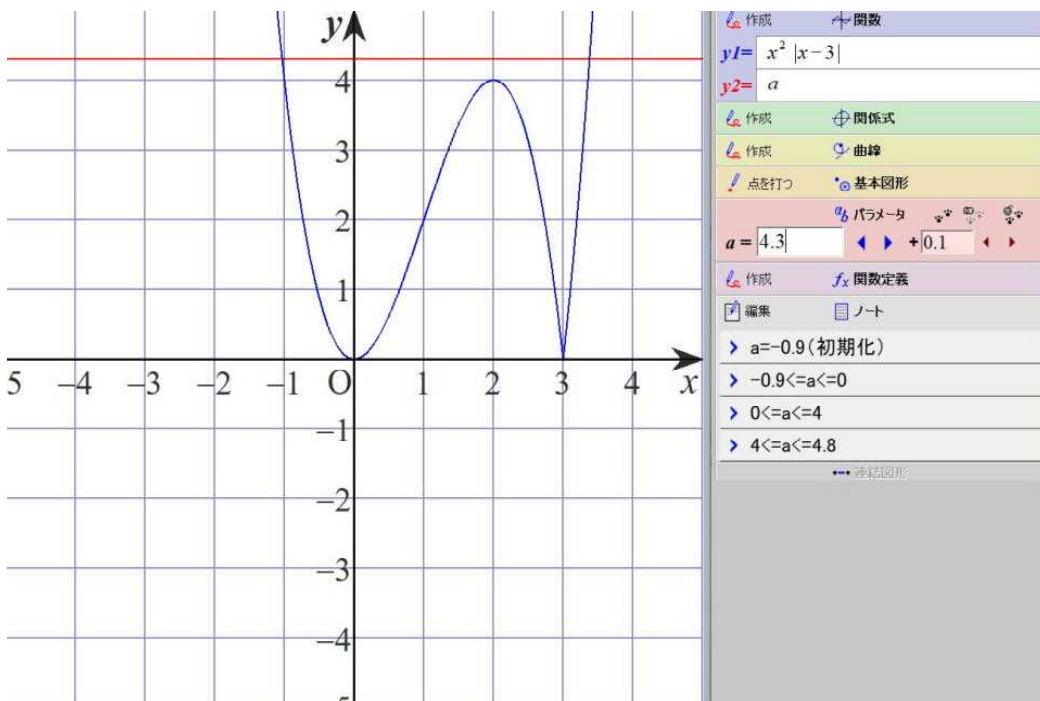 y
4
3
2
1
5 −4 −3 −2 −1 O 1 2 3 4 x
−1
−2
−3
−4
作成 関数
y1= x² |x−3|
y2= a
作成 関係式
作成 曲線
点を打つ 基本図形
ab パラメータ
a = 4.3 +0.1
作成 fx 関数定義
編集 ノート
> a=−0.9(初期化)
> −0.9<=a<=0
> 0<=a<=4
> 4<=a<=4.8
連結図形